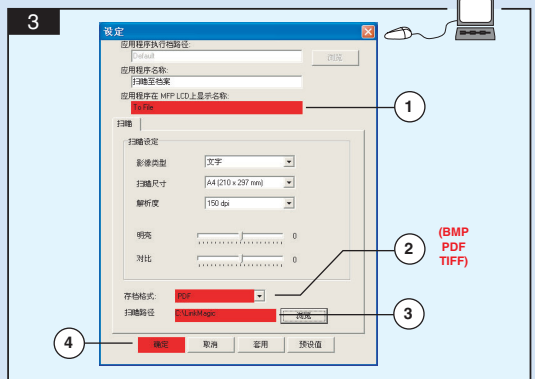 3
设定
应用程序执行档路径:
Default
浏览
应用程序名称:
扫瞄至档案
应用程序在 MFP LCD上显示名称:
To File
1
扫瞄
扫瞄设定
影像类型
文字
扫瞄尺寸
A4 (210 x 297 mm)
解析度
150 dpi
明亮
0
对比
0
(BMP
PDF
TIFF)
2
存档格式:
PDF
扫瞄路径
C:\LinkMagic
浏览
3
4
确定
取消
套用
预设值